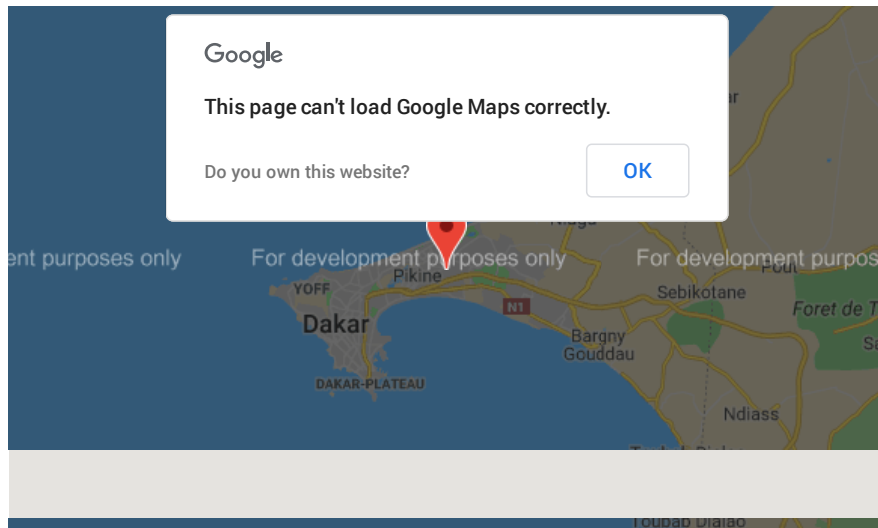 Google
This page can't load Google Maps correctly.
Do you own this website?
OK
ent purposes only
For development purposes only
For development purpos
Pout
Pikine
YOFF
Sebikotane
N1
Foret de T
Dakar
Bargny
Gouddau
DAKAR-PLATEAU
Ndiass
Toubab Dialao